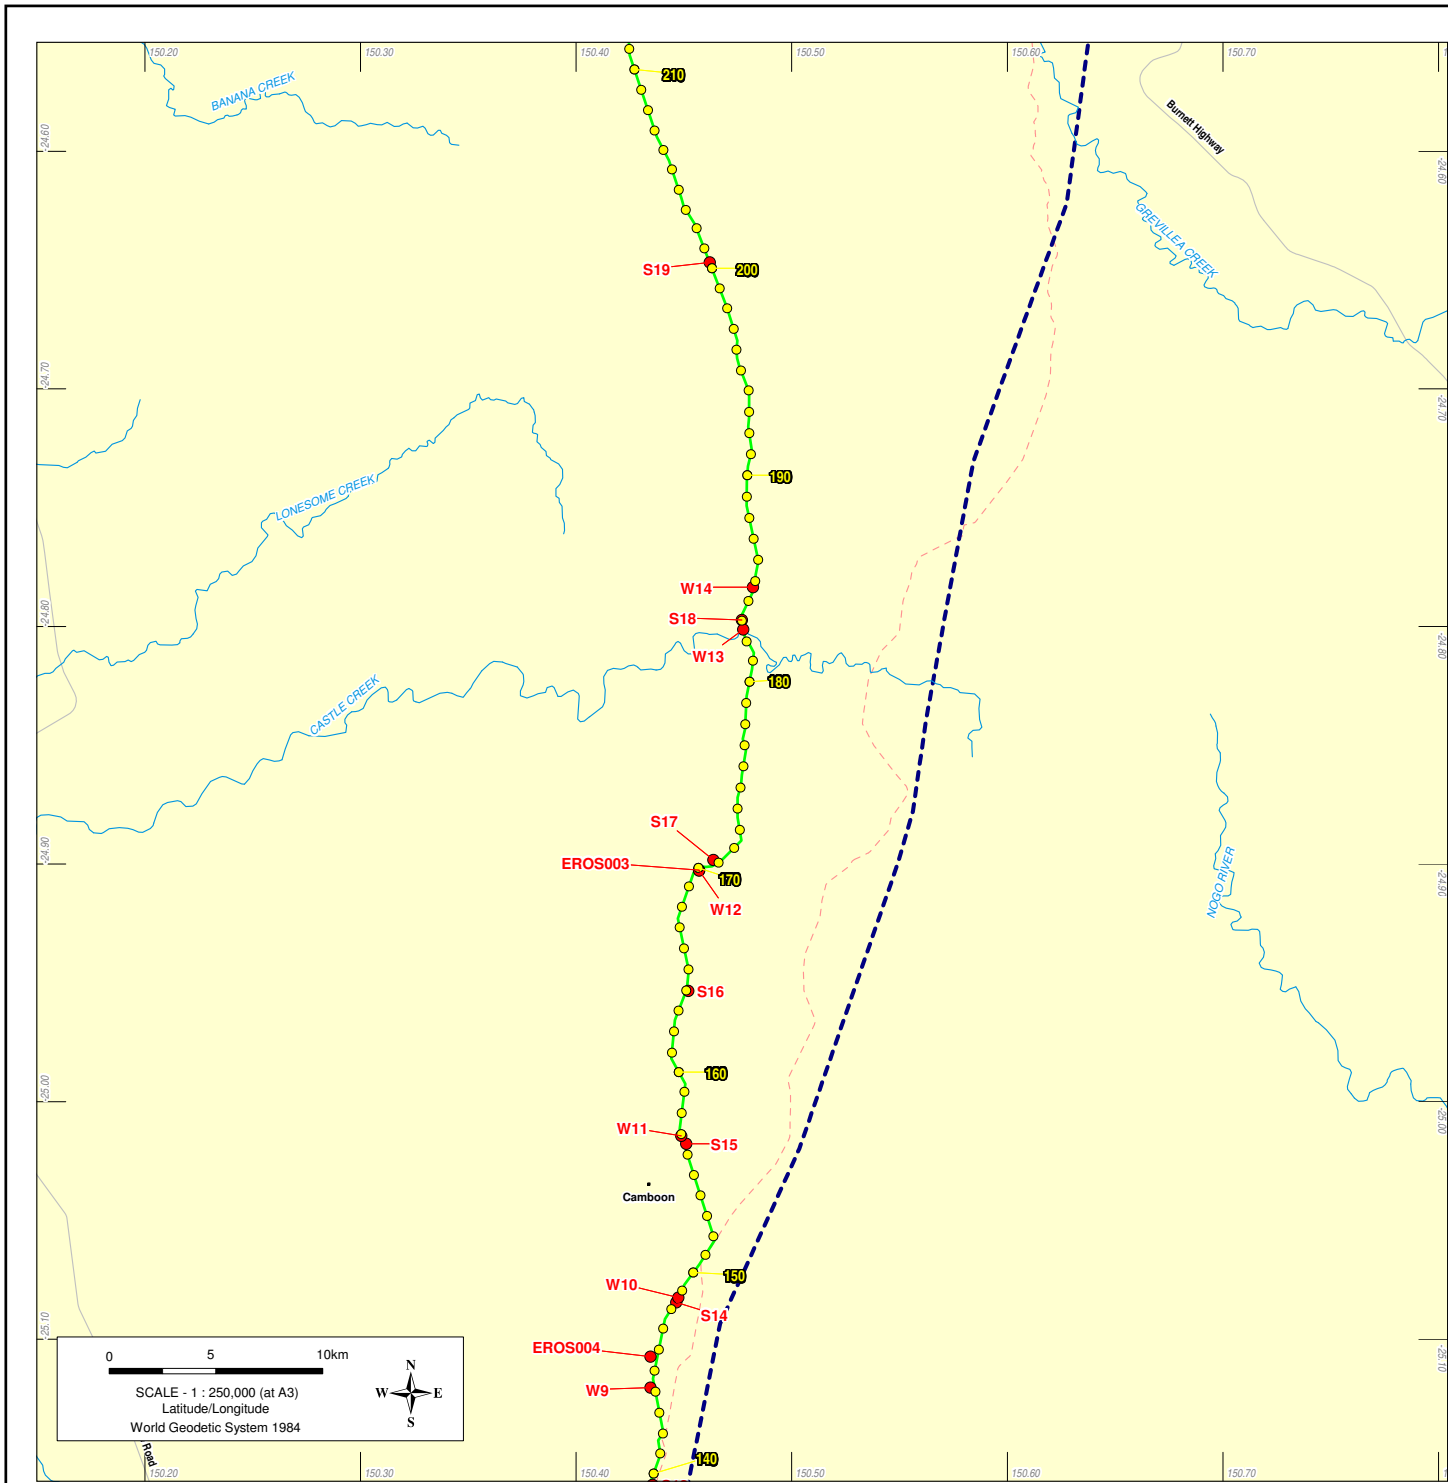 150.20
150.30
150.40
150.50
150.60
150.70
BANANA CREEK
210
Burnett Highway
-24.60
-24.60
GREVILLEA CREEK
S19
200
-24.70
-24.70
LONESOME CREEK
190
W14
S18
-24.80
-24.80
W13
180
CASTLE CREEK
S17
EROS003
-24.90
-24.90
170
W12
NOGO RIVER
S16
160
-25.00
-25.00
W11
S15
Camboon
150
W10
S14
-25.10
-25.10
EROS004
0 5 10km
W9
N
W E
S
SCALE - 1 : 250,000 (at A3)
Latitude/Longitude
World Geodetic System 1984
Road
140
150.20
150.30
150.40
150.50
150.60
150.70